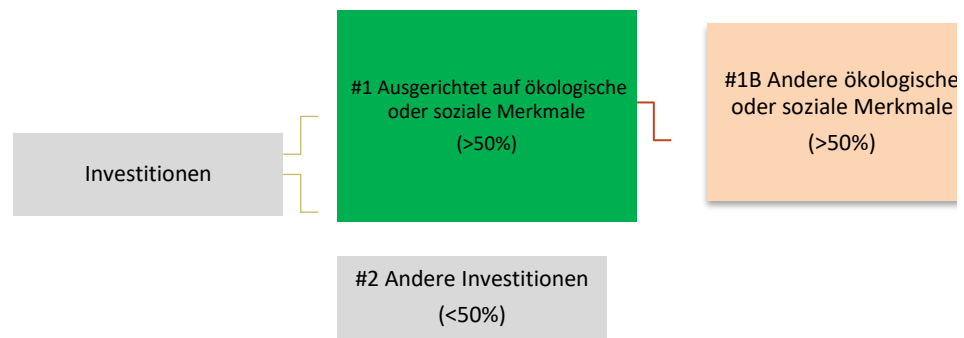 Investitionen
#1 Ausgerichtet auf ökologische
oder soziale Merkmale
(>50%)
#1B Andere ökologische
oder soziale Merkmale
(>50%)
#2 Andere Investitionen
(<50%)